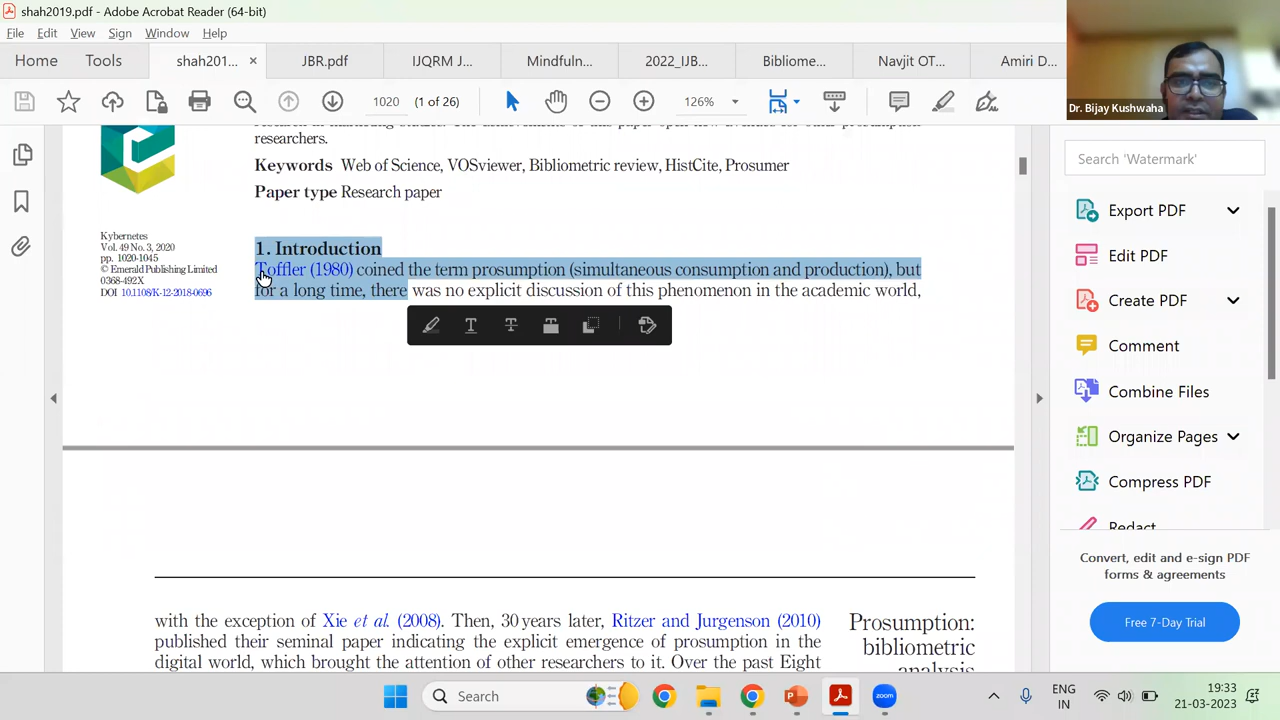 shah2019.pdf - Adobe Acrobat Reader (64-bit)
File Edit View Sign Window Help
Home Tools shah201... × JBR.pdf IJQRM J... Mindfuln... 2022_IJB... Bibliome... Navjit OT... Amiri D...
1020 (1 of 26) 126%
Dr. Bijay Kushwaha
researchers.
Keywords Web of Science, VOSviewer, Bibliometric review, HistCite, Prosumer
Paper type Research paper
Kybernetes
Vol. 49 No. 3, 2020
pp. 1020-1045
© Emerald Publishing Limited
0368-492X
DOI 10.1108/K-12-2018-0696
1. Introduction
Toffler (1980) coined the term prosumption (simultaneous consumption and production), but
for a long time, there was no explicit discussion of this phenomenon in the academic world,
with the exception of Xie et al. (2008). Then, 30 years later, Ritzer and Jurgenson (2010)
published their seminal paper indicating the explicit emergence of prosumption in the
digital world, which brought the attention of other researchers to it. Over the past Eight
Prosumption:
bibliometric
analysis
Search 'Watermark'
Export PDF
Edit PDF
Create PDF
Comment
Combine Files
Organize Pages
Compress PDF
Redact
Convert, edit and e-sign PDF
forms & agreements
Free 7-Day Trial
Search
zoom
ENG
IN
19:33
21-03-2023